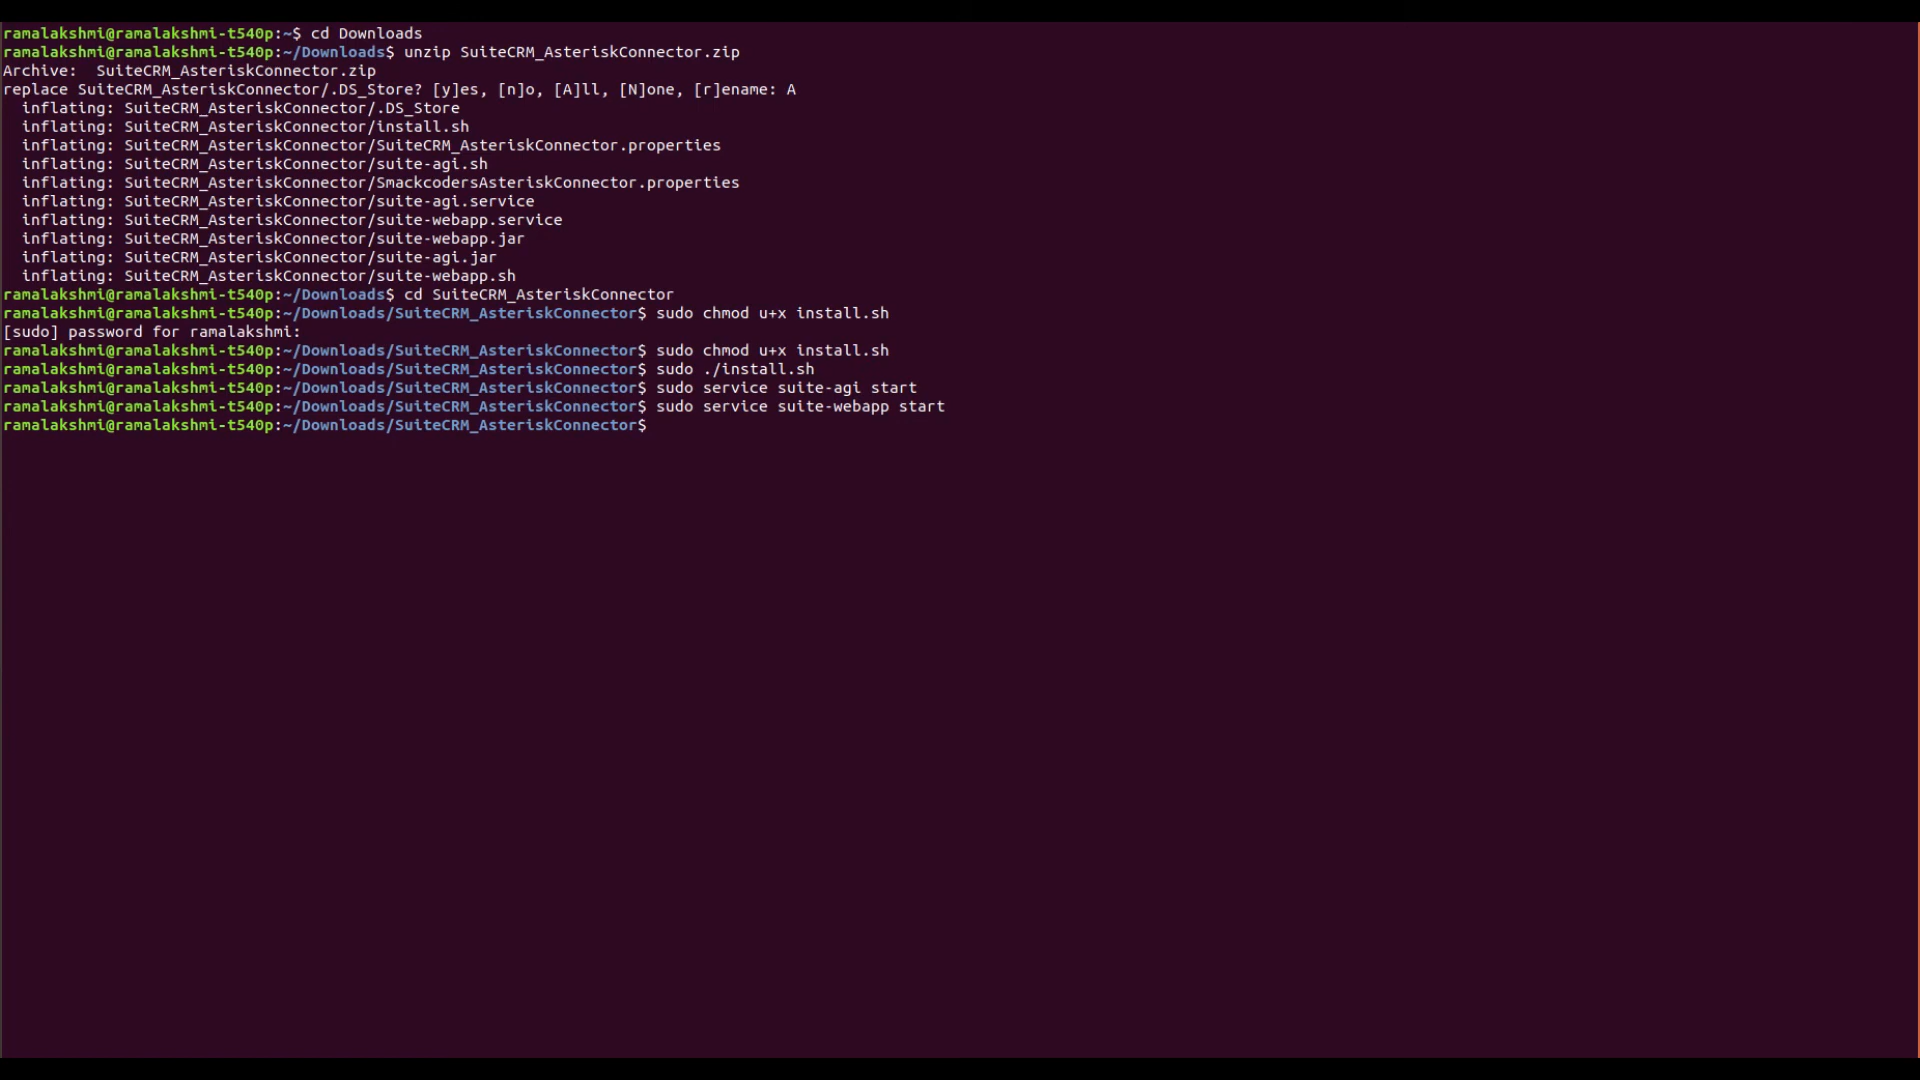 ramalakshmi@ramalakshmi-t540p:~$ cd Downloads
ramalakshmi@ramalakshmi-t540p:~/Downloads$ unzip SuiteCRM_AsteriskConnector.zip
Archive:  SuiteCRM_AsteriskConnector.zip
replace SuiteCRM_AsteriskConnector/.DS_Store? [y]es, [n]o, [A]ll, [N]one, [r]ename: A
  inflating: SuiteCRM_AsteriskConnector/.DS_Store
  inflating: SuiteCRM_AsteriskConnector/install.sh
  inflating: SuiteCRM_AsteriskConnector/SuiteCRM_AsteriskConnector.properties
  inflating: SuiteCRM_AsteriskConnector/suite-agi.sh
  inflating: SuiteCRM_AsteriskConnector/SmackcodersAsteriskConnector.properties
  inflating: SuiteCRM_AsteriskConnector/suite-agi.service
  inflating: SuiteCRM_AsteriskConnector/suite-webapp.service
  inflating: SuiteCRM_AsteriskConnector/suite-webapp.jar
  inflating: SuiteCRM_AsteriskConnector/suite-agi.jar
  inflating: SuiteCRM_AsteriskConnector/suite-webapp.sh
ramalakshmi@ramalakshmi-t540p:~/Downloads$ cd SuiteCRM_AsteriskConnector
ramalakshmi@ramalakshmi-t540p:~/Downloads/SuiteCRM_AsteriskConnector$ sudo chmod u+x install.sh
[sudo] password for ramalakshmi:
ramalakshmi@ramalakshmi-t540p:~/Downloads/SuiteCRM_AsteriskConnector$ sudo chmod u+x install.sh
ramalakshmi@ramalakshmi-t540p:~/Downloads/SuiteCRM_AsteriskConnector$ sudo ./install.sh
ramalakshmi@ramalakshmi-t540p:~/Downloads/SuiteCRM_AsteriskConnector$ sudo service suite-agi start
ramalakshmi@ramalakshmi-t540p:~/Downloads/SuiteCRM_AsteriskConnector$ sudo service suite-webapp start
ramalakshmi@ramalakshmi-t540p:~/Downloads/SuiteCRM_AsteriskConnector$